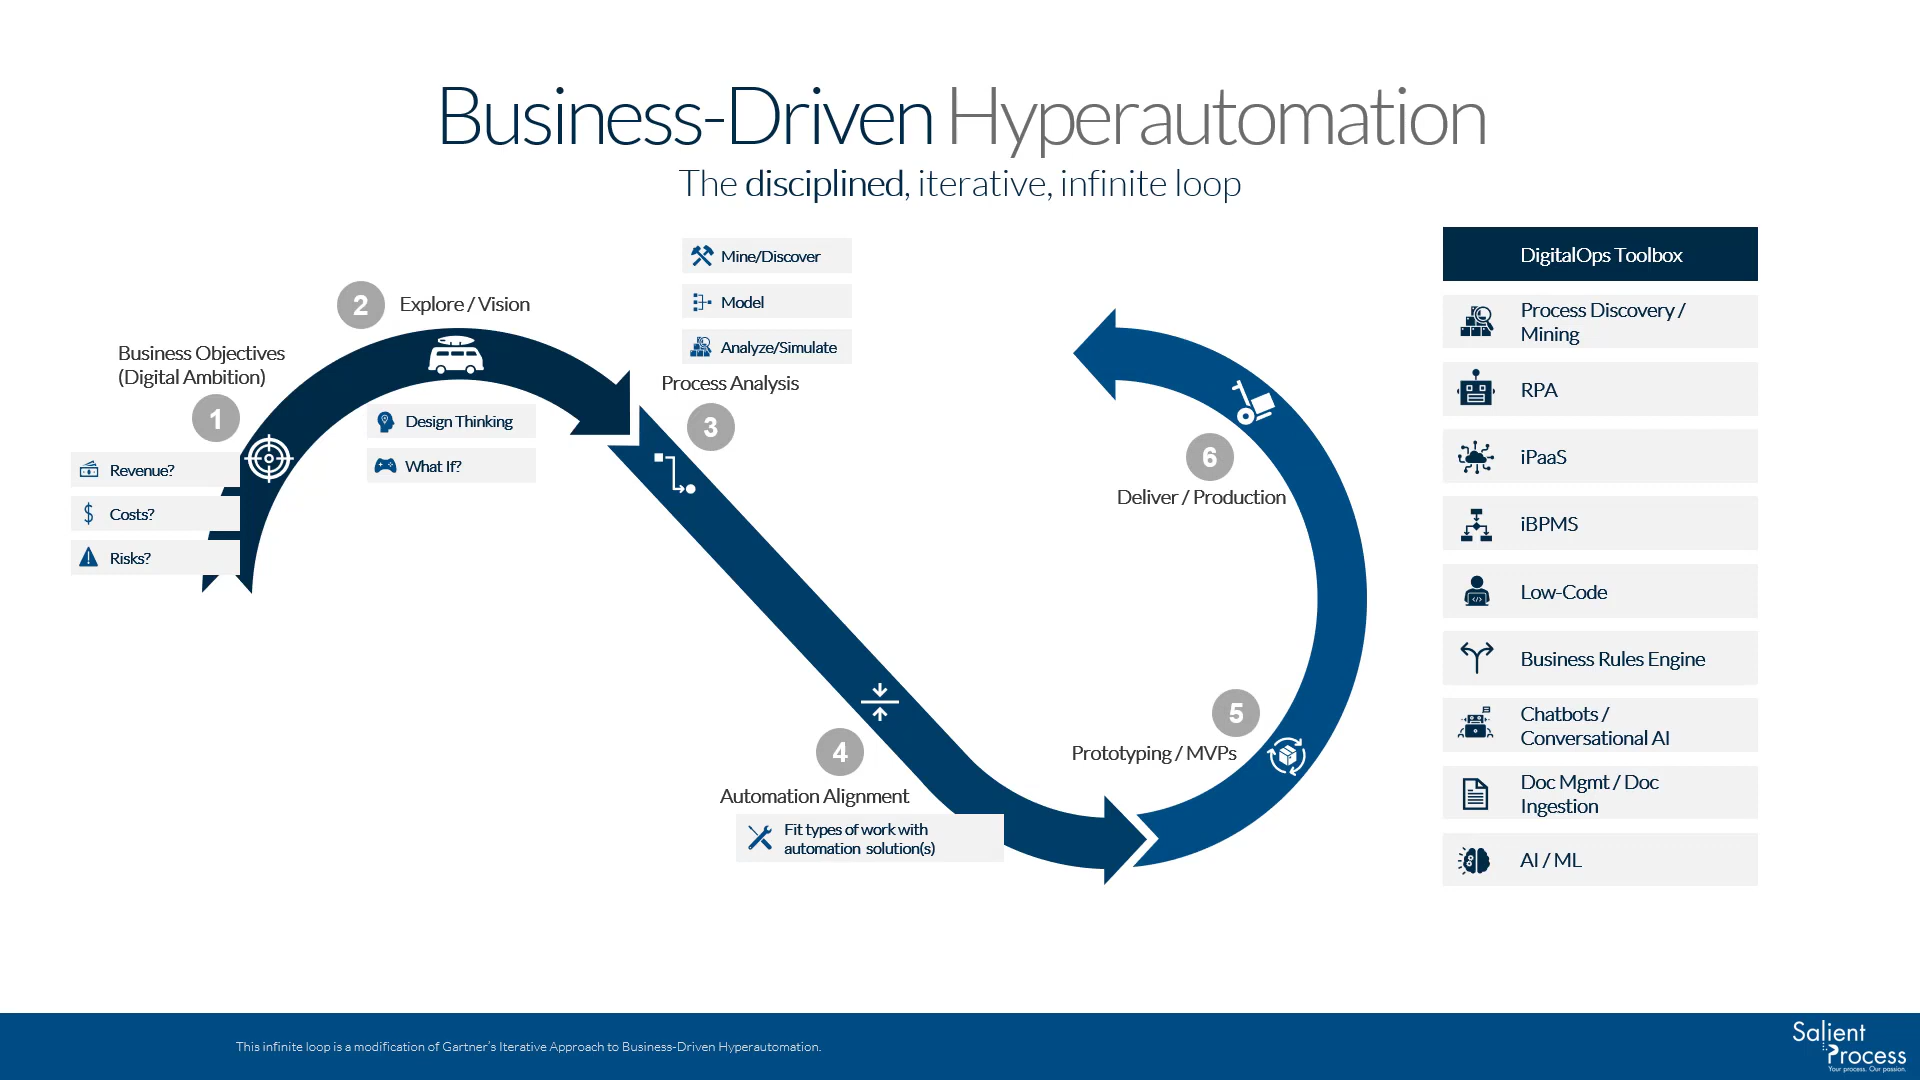 Business-Driven Hyperautomation
The disciplined, iterative, infinite loop
1
Business Objectives
(Digital Ambition)
Revenue?
Costs?
Risks?
2
Explore / Vision
Design Thinking
What If?
Mine/Discover
Model
Analyze/Simulate
Process Analysis
3
4
Automation Alignment
Fit types of work with
automation solution(s)
5
Prototyping / MVPs
6
Deliver / Production
DigitalOps Toolbox
Process Discovery /
Mining
RPA
iPaaS
iBPMS
Low-Code
Business Rules Engine
Chatbots /
Conversational AI
Doc Mgmt / Doc
Ingestion
AI / ML
This infinite loop is a modification of Gartner's Iterative Approach to Business-Driven Hyperautomation.
Salient
Process
Your process. Our passion.